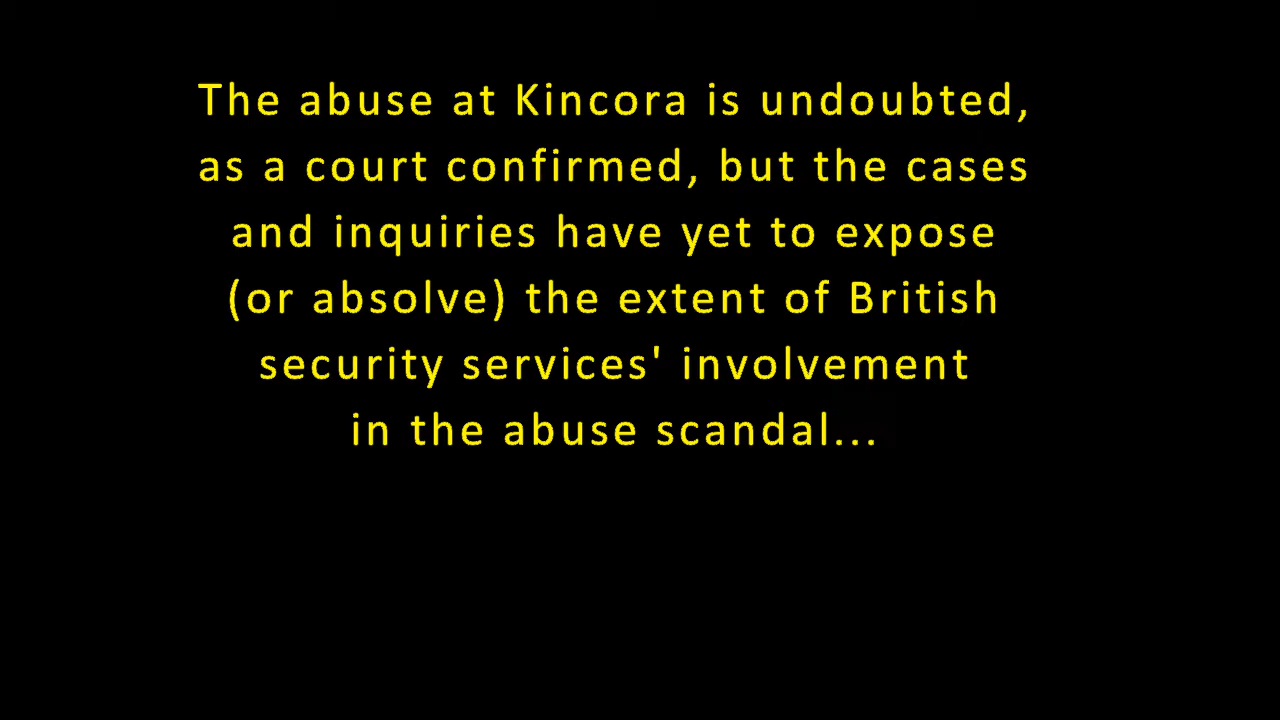 The abuse at Kincora is undoubted,
as a court confirmed, but the cases
and inquiries have yet to expose
(or absolve) the extent of British
security services' involvement
in the abuse scandal...